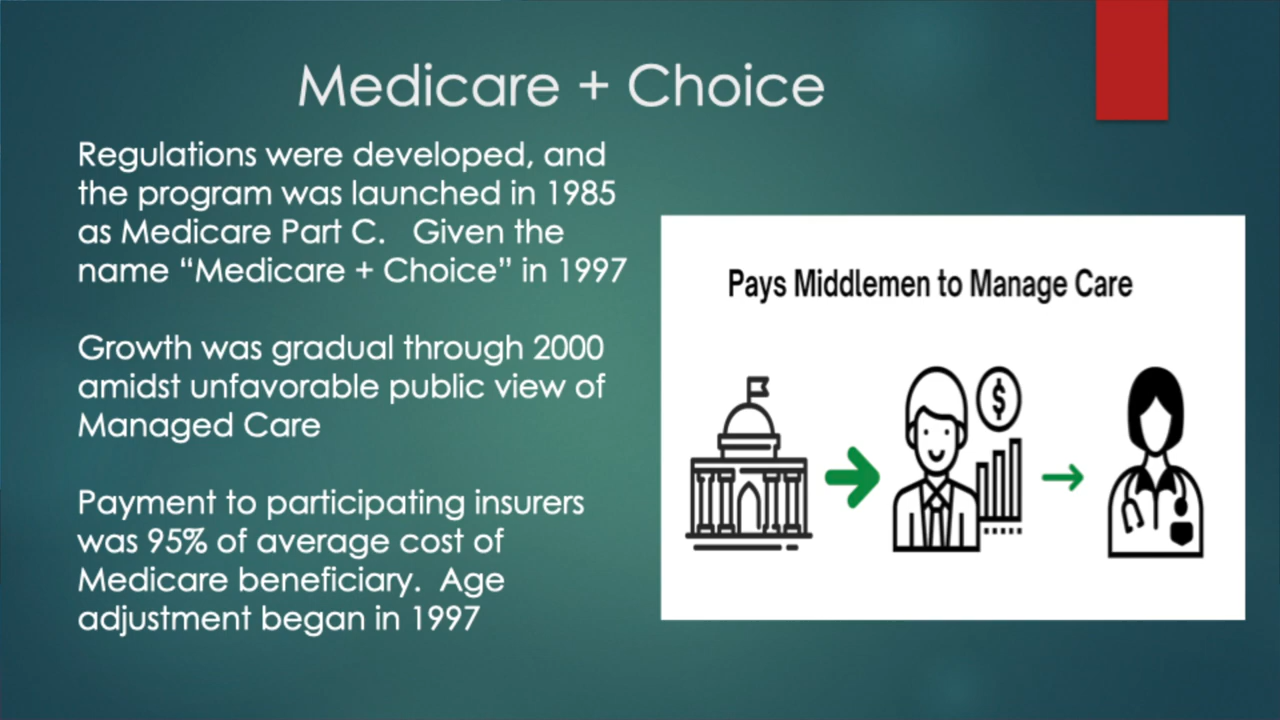 Medicare + Choice
Regulations were developed, and
the program was launched in 1985
as Medicare Part C.   Given the
name “Medicare + Choice” in 1997
Growth was gradual through 2000
amidst unfavorable public view of
Managed Care
Payment to participating insurers
was 95% of average cost of
Medicare beneficiary.  Age
adjustment began in 1997
Pays Middlemen to Manage Care
$